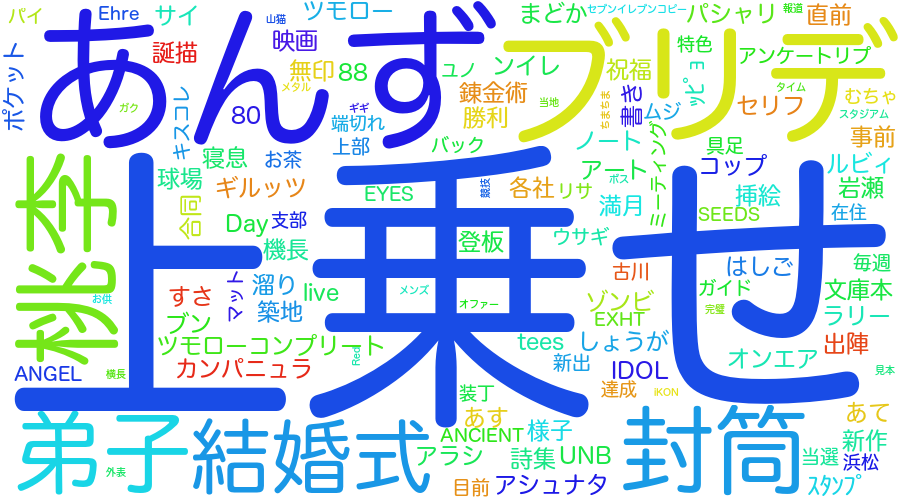 バイ
Ehre
サイ
山猫
ツモロー
まどか
セブンイレブンコピー
パシャリ
報道
直前
あんず
ブリデ
誕描
映画
ポケット
無印
88
ユノ
ンイレ
祝福
特色
アンケートリプ
メタル
タイム
むちゃ
ッピョ
錬金術
書き
ムジ
セリフ
スタジアム
キスコレ
ガク
80
ギギ
端切れ
勝利
当地
ちまちま
事前
桃李
寝息
お茶
上部
バック
ノート
ミーティング
具足
コップ
ルビィ
球場
ギルッツ
EYES
競技
各社
リサ
アート
ボス
挿絵
岩瀬
合同
Day
支部
登板
ウサギ
満月
SEEDS
在住
上乗せ
機長
マット
溜り
live
メンズ
古川
はしご
毎週
お供
すさ
築地
オファー
ゾンビ
ガイド
文庫本
ブン
EXHT
完璧
ラリー
ツモローコンプリート
Red
tees
しょうが
オンエア
出陣
ANGEL
横長
カンパニュラ
新出
IDOL
見本
装丁
達成
iKON
弟子
結婚式
封筒
あす
様子
あて
ANCIENT
新作
アラシ
詩集
UNB
当選
浜松
外表
目前
アシュナタ
スタンプ